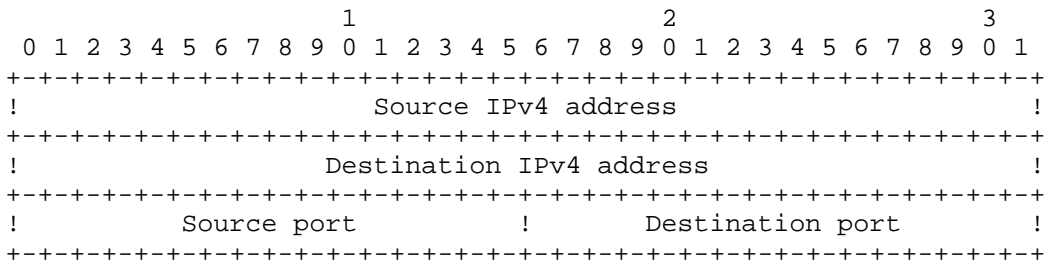 1                   2                   3
 0 1 2 3 4 5 6 7 8 9 0 1 2 3 4 5 6 7 8 9 0 1 2 3 4 5 6 7 8 9 0 1
+-+-+-+-+-+-+-+-+-+-+-+-+-+-+-+-+-+-+-+-+-+-+-+-+-+-+-+-+-+-+-+-+
!                      Source IPv4 address                      !
+-+-+-+-+-+-+-+-+-+-+-+-+-+-+-+-+-+-+-+-+-+-+-+-+-+-+-+-+-+-+-+-+
!                   Destination IPv4 address                    !
+-+-+-+-+-+-+-+-+-+-+-+-+-+-+-+-+-+-+-+-+-+-+-+-+-+-+-+-+-+-+-+-+
!          Source port          !       Destination port        !
+-+-+-+-+-+-+-+-+-+-+-+-+-+-+-+-+-+-+-+-+-+-+-+-+-+-+-+-+-+-+-+-+